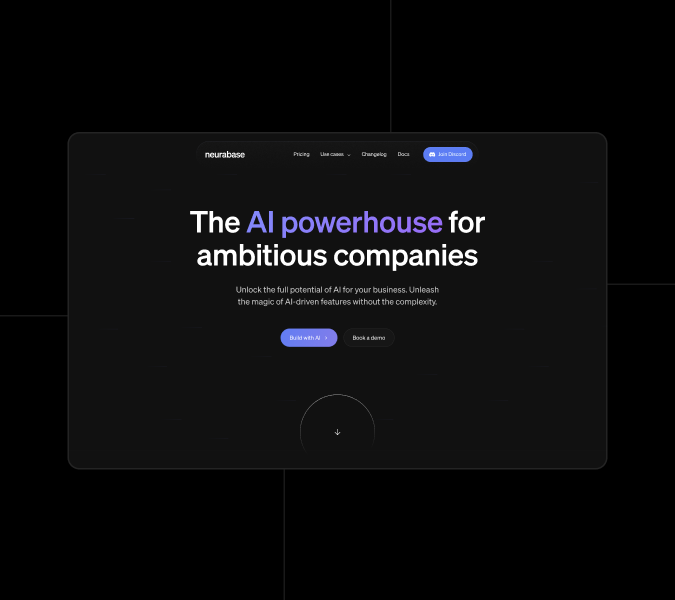 neurabase Pricing Use cases Changelog Docs Join Discord
The AI powerhouse for
ambitious companies
Unlock the full potential of AI for your business. Unleash
the magic of AI-driven features without the complexity.
Build with AI Book a demo